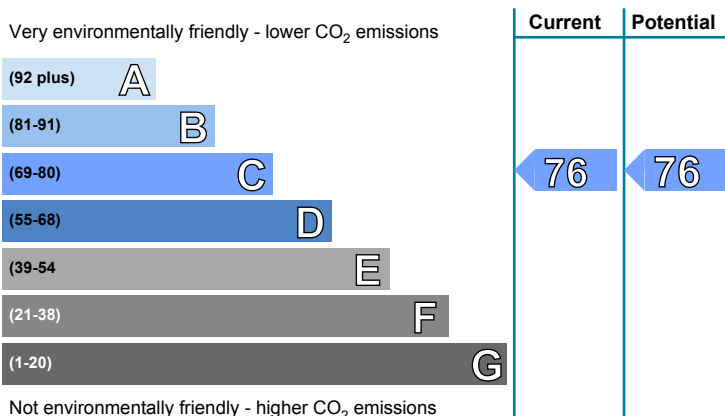 Very environmentally friendly - lower CO2 emissions
Current
Potential
(92 plus) A
(81-91) B
(69-80) C
76
76
(55-68) D
(39-54 E
(21-38) F
(1-20) G
Not environmentally friendly - higher CO2 emissions